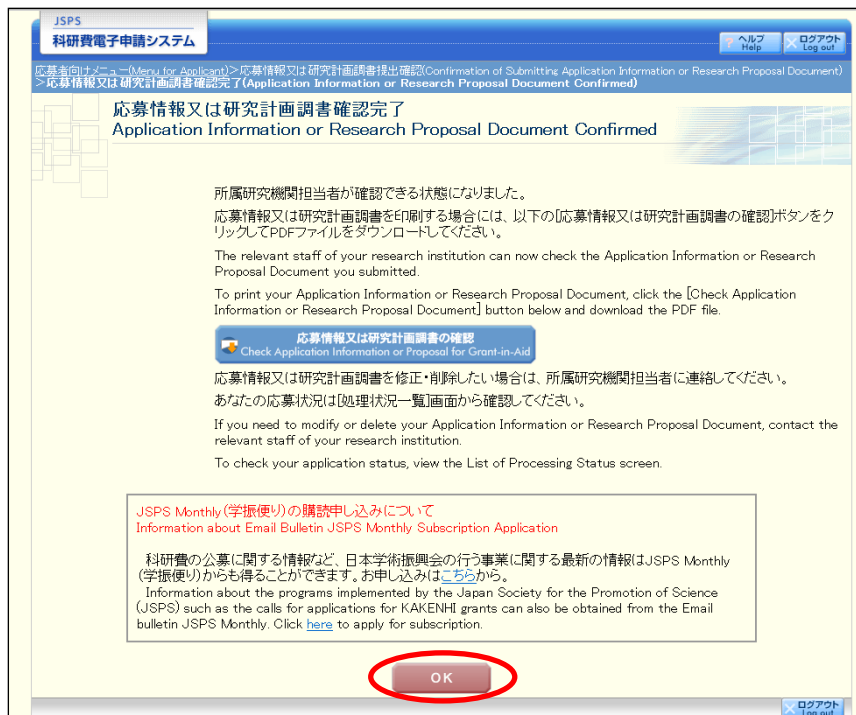 JSPS
科研費電子申請システム
? ヘルプ
Help
× ログアウト
Log out
応募者向けメニュー(Menu for Applicant)>応募情報又は研究計画調書提出確認(Confirmation of Submitting Application Information or Research Proposal Document)
>応募情報又は研究計画調書確認完了(Application Information or Research Proposal Document Confirmed)
応募情報又は研究計画調書確認完了
Application Information or Research Proposal Document Confirmed
所属研究機関担当者が確認できる状態になりました。
応募情報又は研究計画調書を印刷する場合には、以下の[応募情報又は研究計画調書の確認]ボタンをク
リックしてPDFファイルをダウンロードしてください。
The relevant staff of your research institution can now check the Application Information or Research
Proposal Document you submitted.
To print your Application Information or Research Proposal Document, click the [Check Application
Information or Research Proposal Document] button below and download the PDF file.
応募情報又は研究計画調書の確認
Check Application Information or Proposal for Grant-in-Aid
応募情報又は研究計画調書を修正・削除したい場合は、所属研究機関担当者に連絡してください。
あなたの応募状況は[処理状況一覧]画面から確認してください。
If you need to modify or delete your Application Information or Research Proposal Document, contact the
relevant staff of your research institution.
To check your application status, view the List of Processing Status screen.
JSPS Monthly(学振便り)の購読申し込みについて
Information about Email Bulletin JSPS Monthly Subscription Application
科研費の公募に関する情報など、日本学術振興会の行う事業に関する最新の情報はJSPS Monthly
(学振便り)からも得ることができます。お申し込みはこちらから。
Information about the programs implemented by the Japan Society for the Promotion of Science
(JSPS) such as the calls for applications for KAKENHI grants can also be obtained from the Email
bulletin JSPS Monthly. Click here to apply for subscription.
OK
× ログアウト
Log out